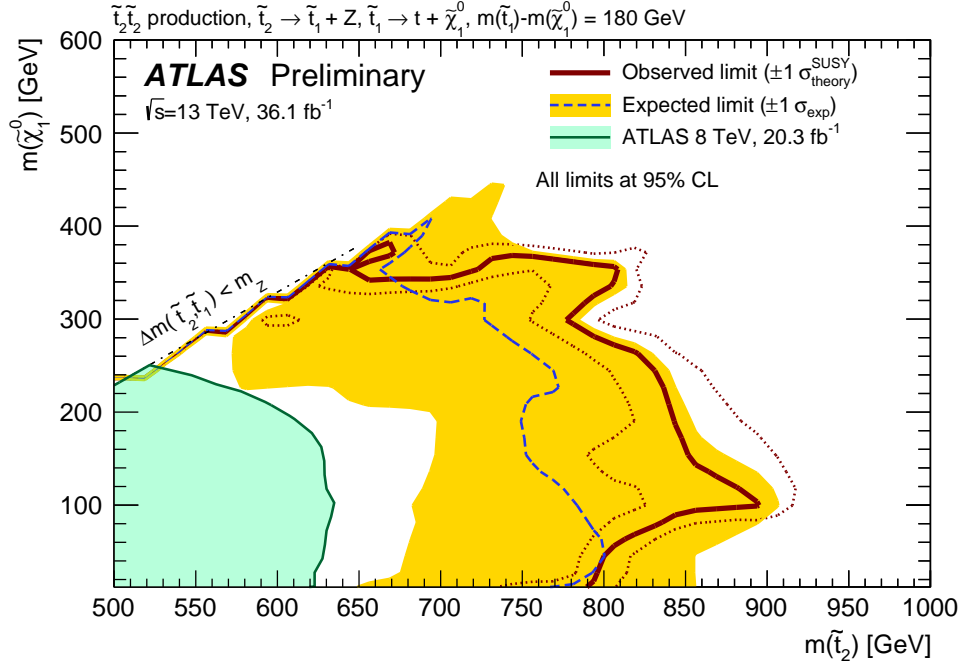 t̃₂t̃₂ production, t̃₂ → t̃₁ + Z, t̃₁ → t + χ̃₁⁰, m(t̃₁)-m(χ̃₁⁰) = 180 GeV
m(χ̃₁⁰) [GeV]
600
500
400
300
200
100
ATLAS Preliminary
√s=13 TeV, 36.1 fb⁻¹
Observed limit (±1 σ_theory^SUSY)
Expected limit (±1 σ_exp)
ATLAS 8 TeV, 20.3 fb⁻¹
All limits at 95% CL
Δm(t̃₂,t̃₁) < m_Z
500 550 600 650 700 750 800 850 900 950 1000
m(t̃₂) [GeV]